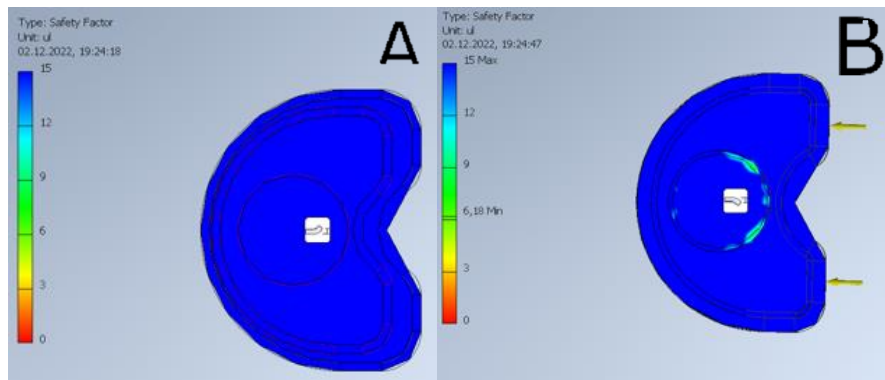 Type: Safety Factor
Unit: ul
02.12.2022, 19:24:18
A
15
12
9
6
3
0
Type: Safety Factor
Unit: ul
02.12.2022, 19:24:47
B
15 Max
12
9
6,18 Min
3
0